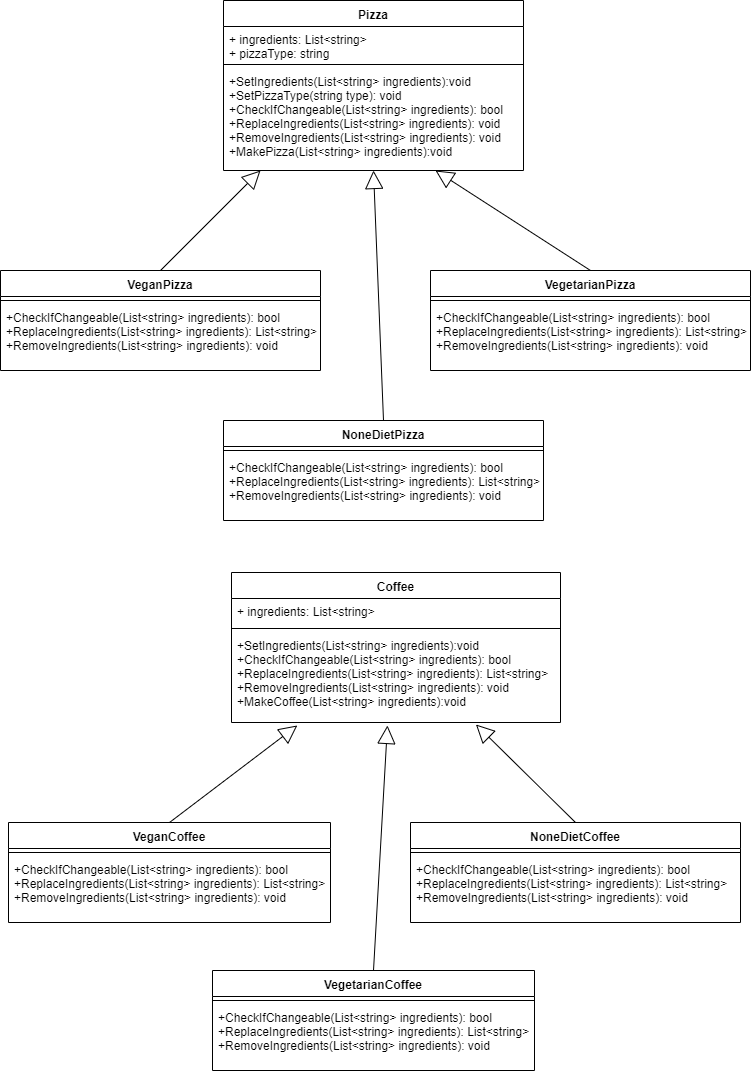 Pizza
+ ingredients: List<string>
+ pizzaType: string
+SetIngredients(List<string> ingredients):void
+SetPizzaType(string type): void
+CheckIfChangeable(List<string> ingredients): bool
+ReplaceIngredients(List<string> ingredients): void
+RemoveIngredients(List<string> ingredients): void
+MakePizza(List<string> ingredients):void
VeganPizza
+CheckIfChangeable(List<string> ingredients): bool
+ReplaceIngredients(List<string> ingredients): List<string>
+RemoveIngredients(List<string> ingredients): void
VegetarianPizza
+CheckIfChangeable(List<string> ingredients): bool
+ReplaceIngredients(List<string> ingredients): List<string>
+RemoveIngredients(List<string> ingredients): void
NoneDietPizza
+CheckIfChangeable(List<string> ingredients): bool
+ReplaceIngredients(List<string> ingredients): List<string>
+RemoveIngredients(List<string> ingredients): void
Coffee
+ ingredients: List<string>
+SetIngredients(List<string> ingredients):void
+CheckIfChangeable(List<string> ingredients): bool
+ReplaceIngredients(List<string> ingredients): List<string>
+RemoveIngredients(List<string> ingredients): void
+MakeCoffee(List<string> ingredients):void
VeganCoffee
+CheckIfChangeable(List<string> ingredients): bool
+ReplaceIngredients(List<string> ingredients): List<string>
+RemoveIngredients(List<string> ingredients): void
NoneDietCoffee
+CheckIfChangeable(List<string> ingredients): bool
+ReplaceIngredients(List<string> ingredients): List<string>
+RemoveIngredients(List<string> ingredients): void
VegetarianCoffee
+CheckIfChangeable(List<string> ingredients): bool
+ReplaceIngredients(List<string> ingredients): List<string>
+RemoveIngredients(List<string> ingredients): void